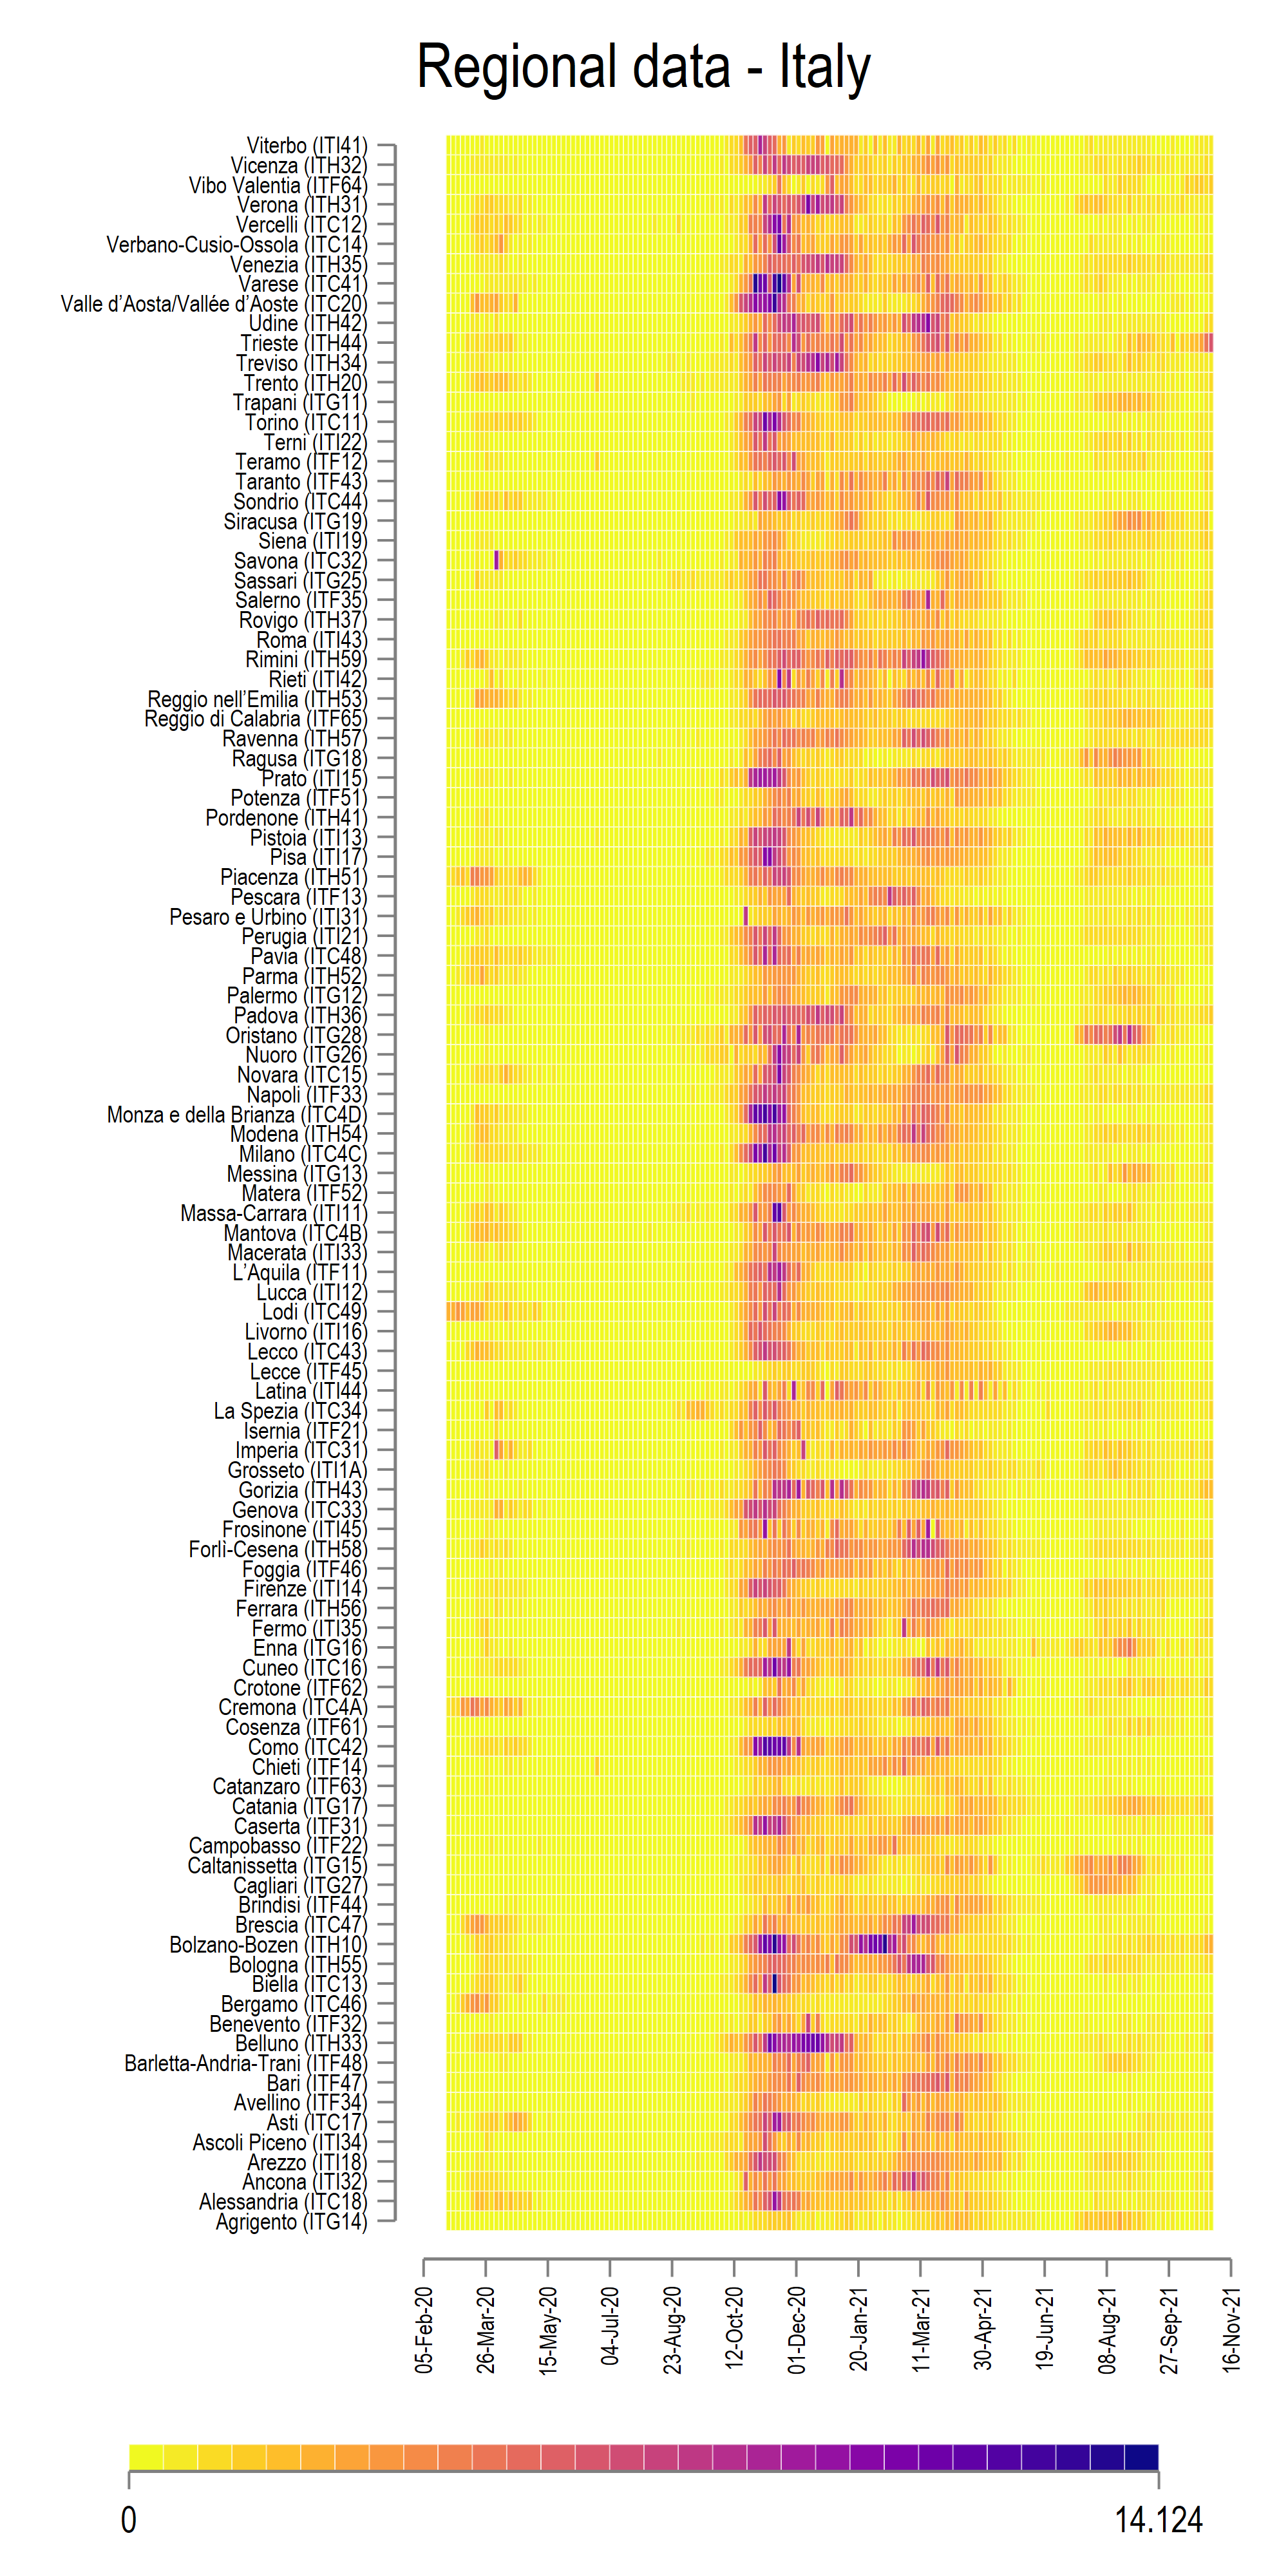 Regional data - Italy
Viterbo (ITI41)
Vicenza (ITH32)
Vibo Valentia (ITF64)
Verona (ITH31)
Vercelli (ITC12)
Verbano-Cusio-Ossola (ITC14)
Venezia (ITH35)
Varese (ITC41)
Valle d’Aosta/Vallée d’Aoste (ITC20)
Udine (ITH42)
Trieste (ITH44)
Treviso (ITH34)
Trento (ITH20)
Trapani (ITG11)
Torino (ITC11)
Terni (ITI22)
Teramo (ITF12)
Taranto (ITF43)
Sondrio (ITC44)
Siracusa (ITG19)
Siena (ITI19)
Savona (ITC32)
Sassari (ITG25)
Salerno (ITF35)
Rovigo (ITH37)
Roma (ITI43)
Rimini (ITH59)
Rieti (ITI42)
Reggio nell’Emilia (ITH53)
Reggio di Calabria (ITF65)
Ravenna (ITH57)
Ragusa (ITG18)
Prato (ITI15)
Potenza (ITF51)
Pordenone (ITH41)
Pistoia (ITI13)
Pisa (ITI17)
Piacenza (ITH51)
Pescara (ITF13)
Pesaro e Urbino (ITI31)
Perugia (ITI21)
Pavia (ITC48)
Parma (ITH52)
Palermo (ITG12)
Padova (ITH36)
Oristano (ITG28)
Nuoro (ITG26)
Novara (ITC15)
Napoli (ITF33)
Monza e della Brianza (ITC4D)
Modena (ITH54)
Milano (ITC4C)
Messina (ITG13)
Matera (ITF52)
Massa-Carrara (ITI11)
Mantova (ITC4B)
Macerata (ITI33)
L’Aquila (ITF11)
Lucca (ITI12)
Lodi (ITC49)
Livorno (ITI16)
Lecco (ITC43)
Lecce (ITF45)
Latina (ITI44)
La Spezia (ITC34)
Isernia (ITF21)
Imperia (ITC31)
Grosseto (ITI1A)
Gorizia (ITH43)
Genova (ITC33)
Frosinone (ITI45)
Forlì-Cesena (ITH58)
Foggia (ITF46)
Firenze (ITI14)
Ferrara (ITH56)
Fermo (ITI35)
Enna (ITG16)
Cuneo (ITC16)
Crotone (ITF62)
Cremona (ITC4A)
Cosenza (ITF61)
Como (ITC42)
Chieti (ITF14)
Catanzaro (ITF63)
Catania (ITG17)
Caserta (ITF31)
Campobasso (ITF22)
Caltanissetta (ITG15)
Cagliari (ITG27)
Brindisi (ITF44)
Brescia (ITC47)
Bolzano-Bozen (ITH10)
Bologna (ITH55)
Biella (ITC13)
Bergamo (ITC46)
Benevento (ITF32)
Belluno (ITH33)
Barletta-Andria-Trani (ITF48)
Bari (ITF47)
Avellino (ITF34)
Asti (ITC17)
Ascoli Piceno (ITI34)
Arezzo (ITI18)
Ancona (ITI32)
Alessandria (ITC18)
Agrigento (ITG14)
05-Feb-20
26-Mar-20
15-May-20
04-Jul-20
23-Aug-20
12-Oct-20
01-Dec-20
20-Jan-21
11-Mar-21
30-Apr-21
19-Jun-21
08-Aug-21
27-Sep-21
16-Nov-21
0
14.124